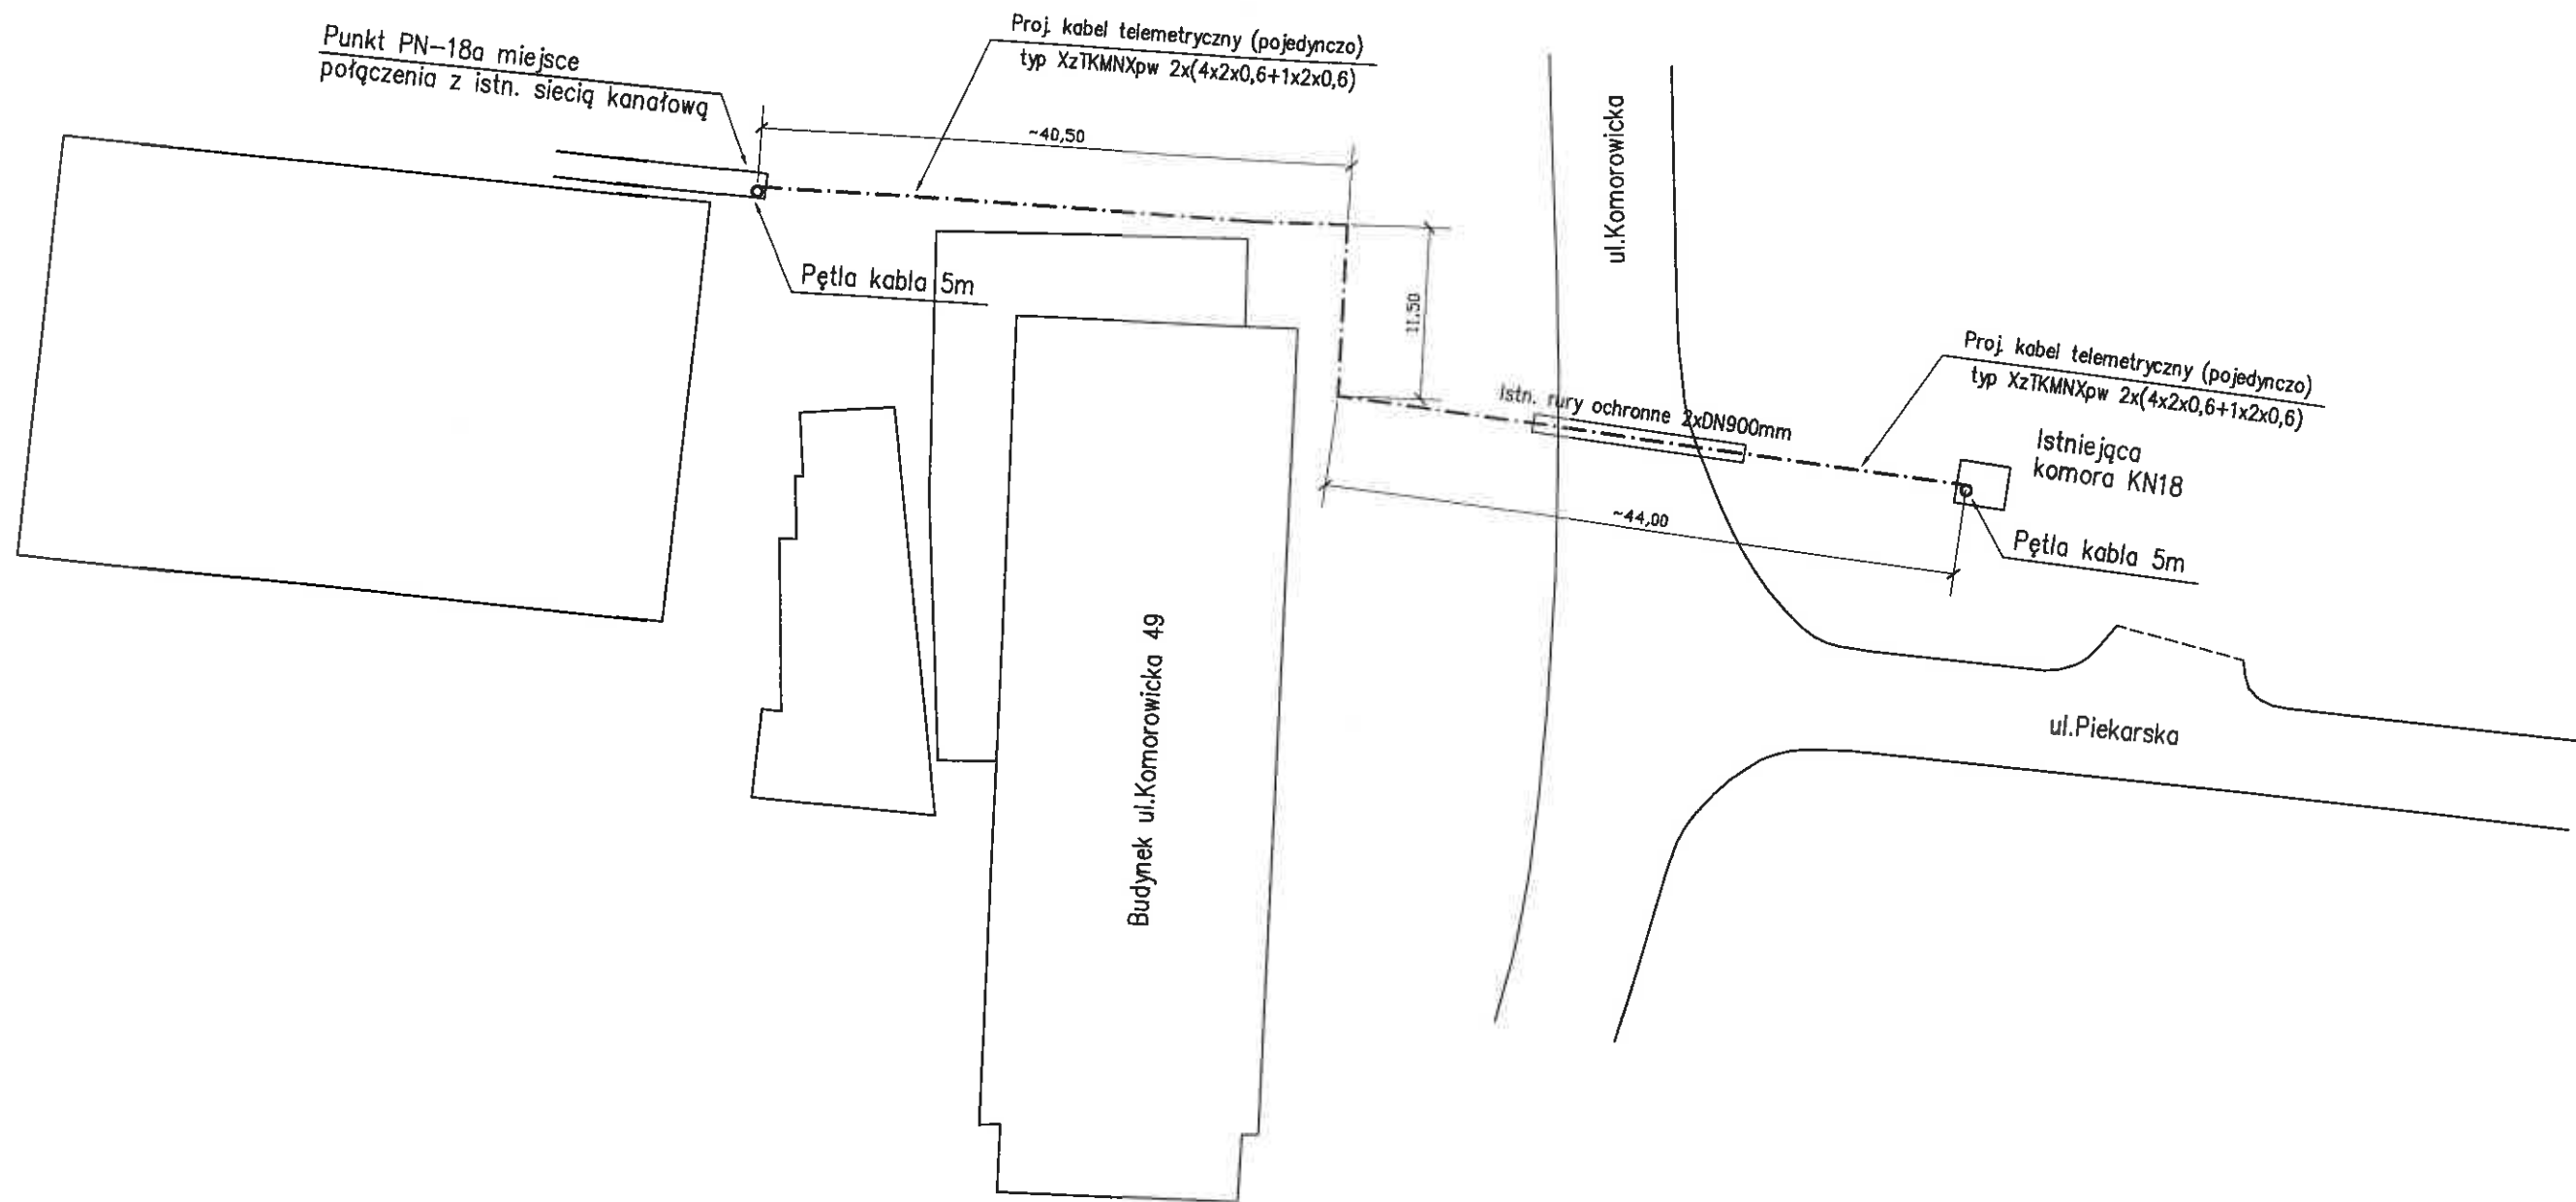 Punkt PN-18a miejsce
połączenia z istn. siecią kanałową
Proj. kabel telemetryczny (pojedynczo)
typ XzTKMNXpw 2x(4x2x0,6+1x2x0,6)
~40,50
Pętla kabla 5m
11,50
ul.Komorowicka
Istn. rury ochronne 2xDN900mm
Proj. kabel telemetryczny (pojedynczo)
typ XzTKMNXpw 2x(4x2x0,6+1x2x0,6)
Istniejąca
komora KN18
~44,00
Pętla kabla 5m
Budynek ul.Komorowicka 49
ul.Piekarska